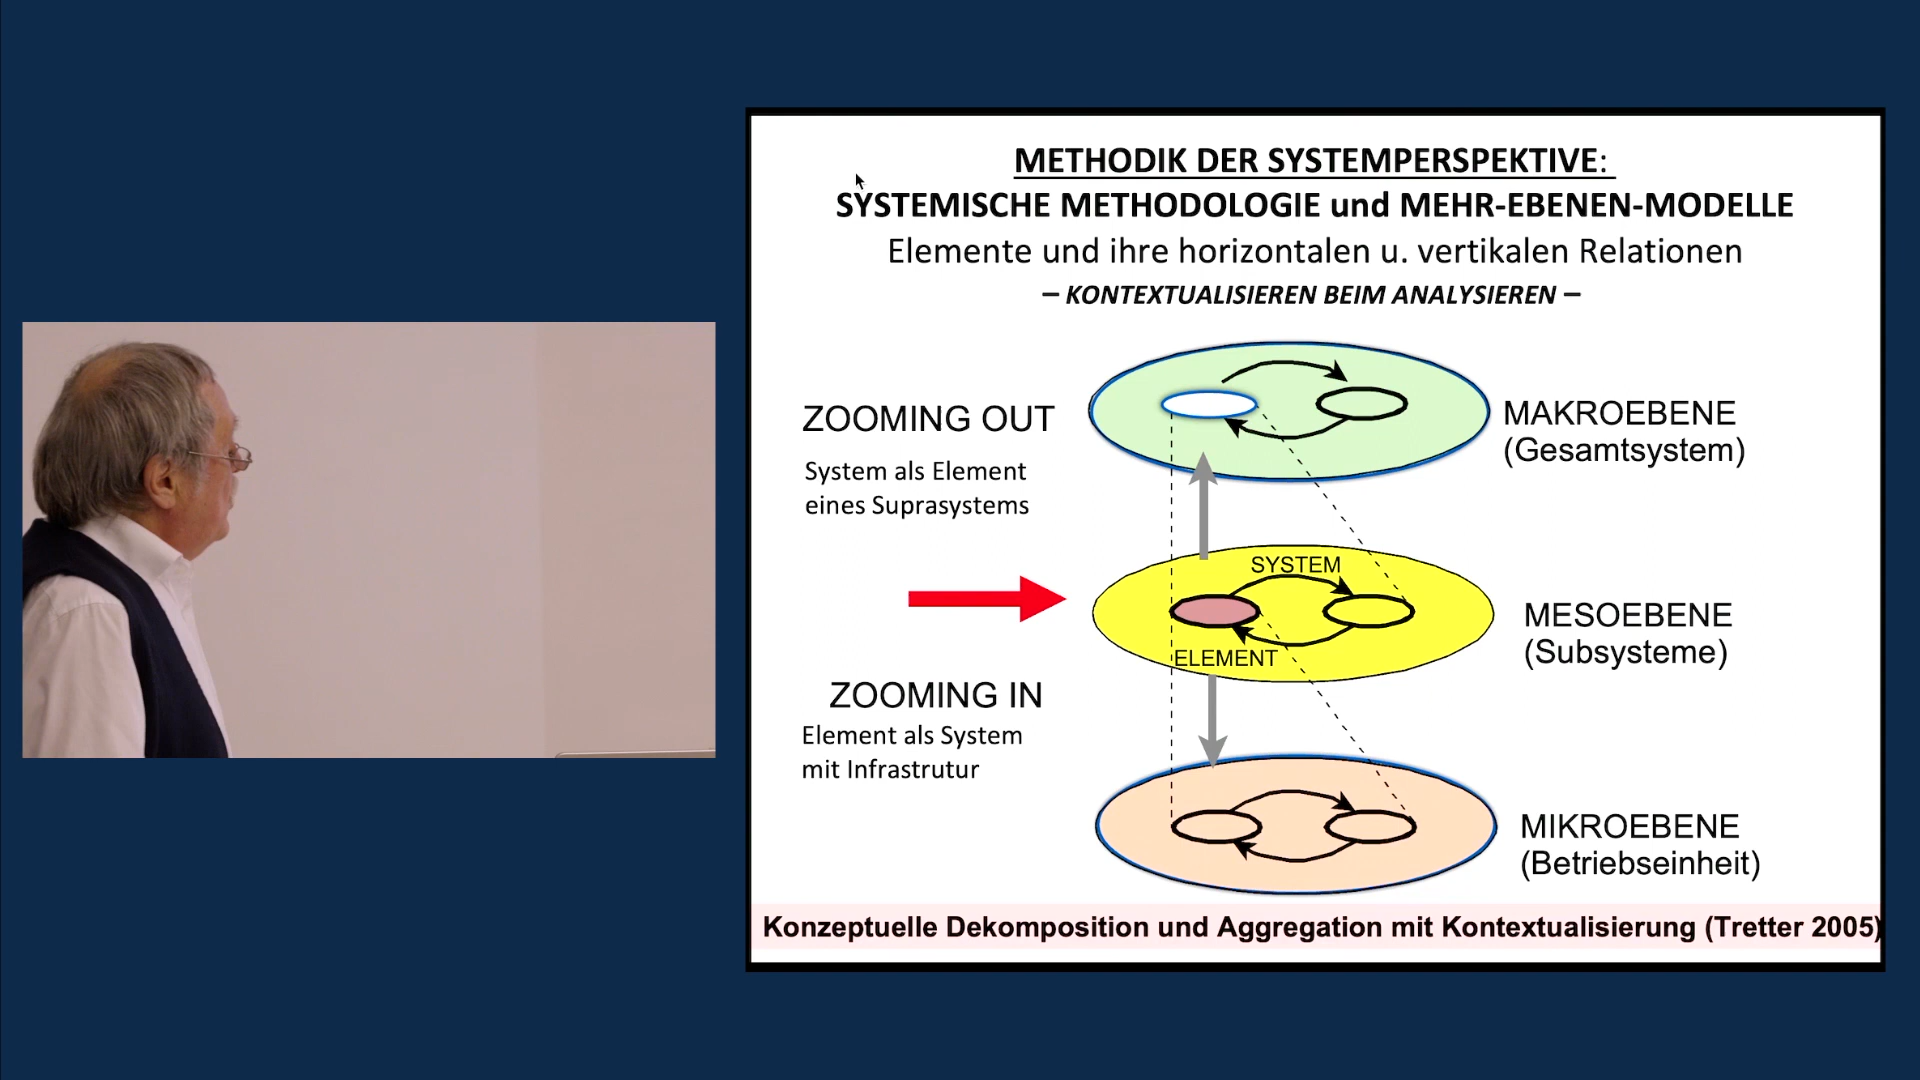 METHODIK DER SYSTEMPERSPEKTIVE:
SYSTEMISCHE METHODOLOGIE und MEHR-EBENEN-MODELLE
Elemente und ihre horizontalen u. vertikalen Relationen
– KONTEXTUALISIEREN BEIM ANALYSIEREN –
ZOOMING OUT
System als Element
eines Suprasystems
MAKROEBENE
(Gesamtsystem)
SYSTEM
ELEMENT
MESOEBENE
(Subsysteme)
ZOOMING IN
Element als System
mit Infrastrutur
MIKROEBENE
(Betriebseinheit)
Konzeptuelle Dekomposition und Aggregation mit Kontextualisierung (Tretter 2005)